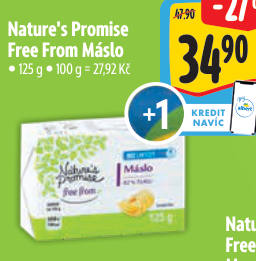 Nature's Promise
Free From Máslo
• 125 g • 100 g = 27,92 Kč
47,90
34,90
+1
KREDIT
NAVÍC
Nature's
Promise
free from
Máslo
125 g
Free